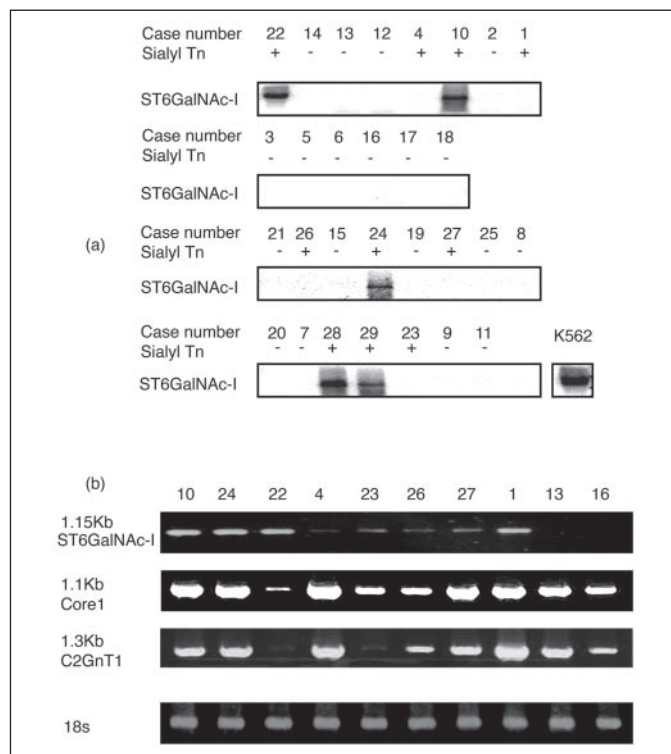 Case number 22 14 13 12 4 10 2 1
Sialyl Tn + - - - + + - +
ST6GalNAc-I
Case number 3 5 6 16 17 18
Sialyl Tn - - - - - -
ST6GalNAc-I
(a)
Case number 21 26 15 24 19 27 25 8
Sialyl Tn - + - + - + - -
ST6GalNAc-I
Case number 20 7 28 29 23 9 11 K562
Sialyl Tn - - + + + - -
ST6GalNAc-I
(b)
10 24 22 4 23 26 27 1 13 16
1.15Kb
ST6GalNAc-I
1.1Kb
Core1
1.3Kb
C2GnT1
18s